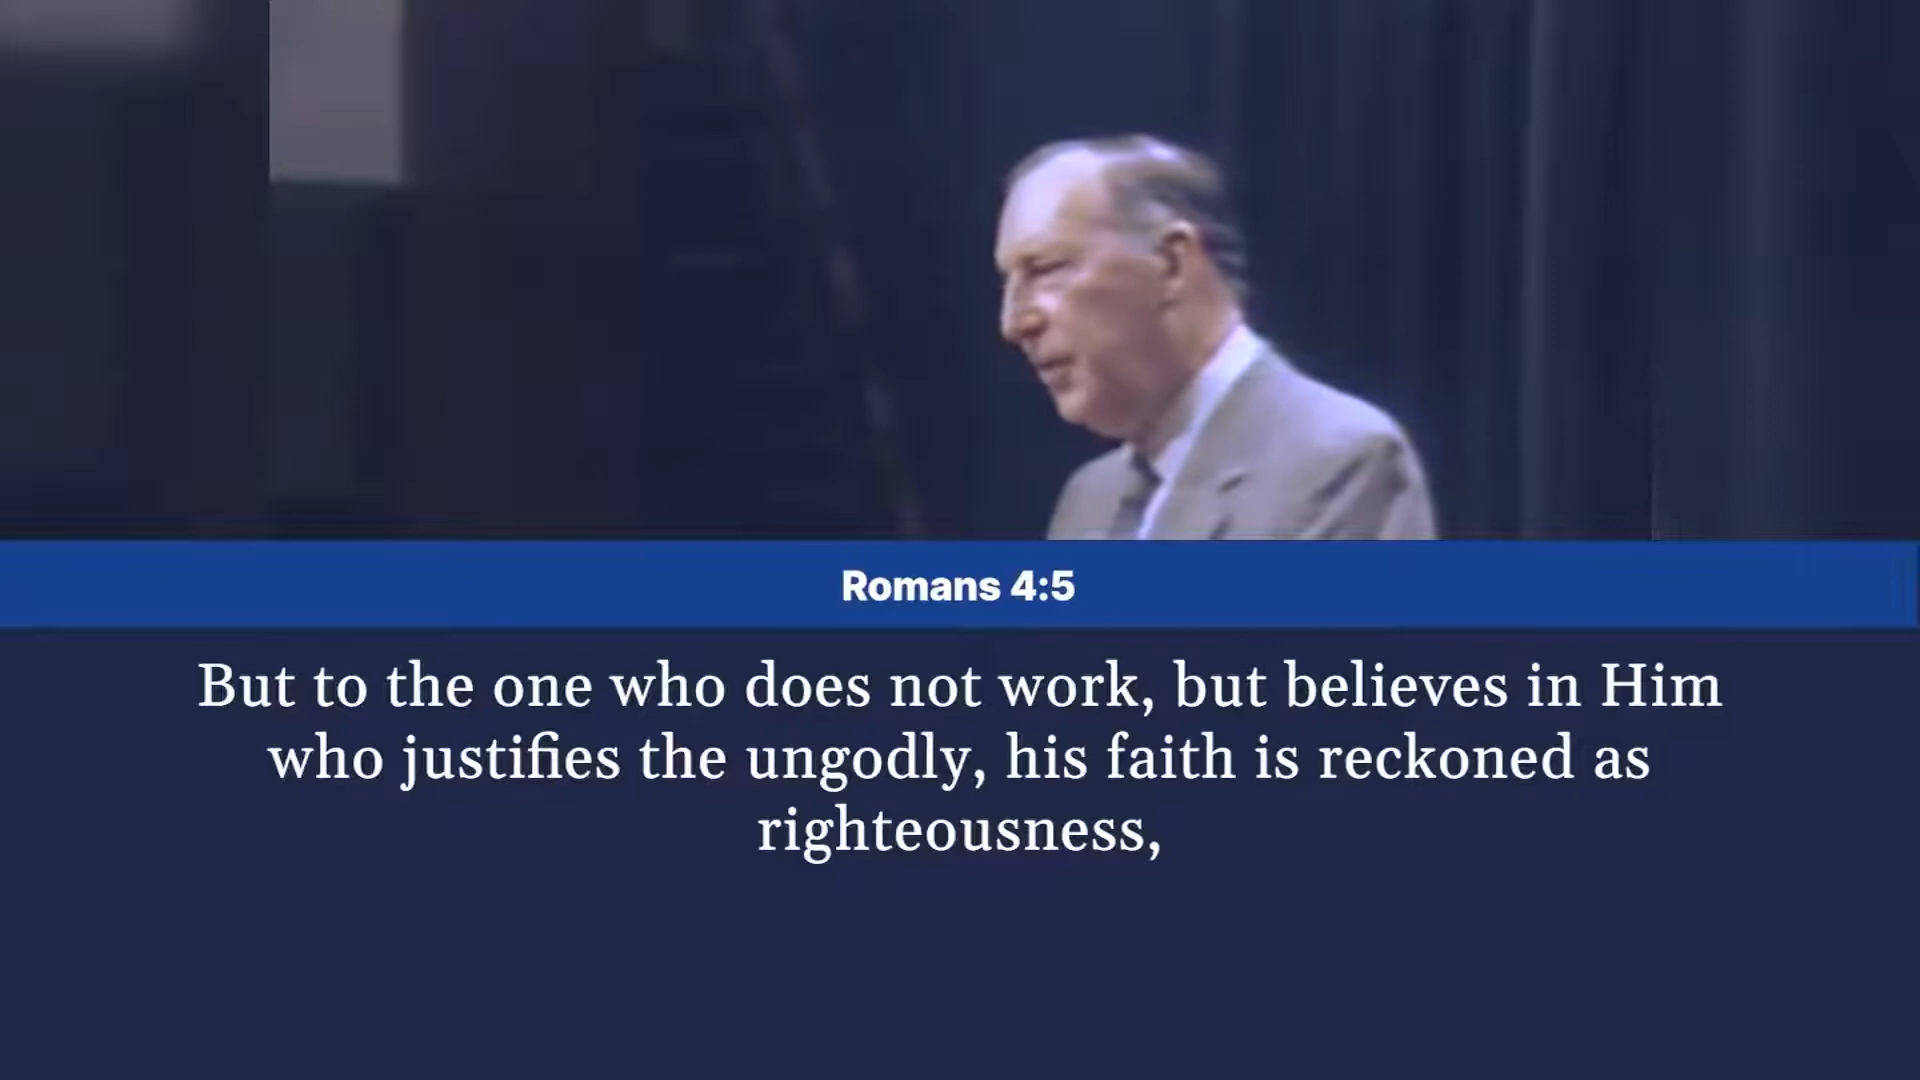 Romans 4:5
But to the one who does not work, but believes in Him
who justifies the ungodly, his faith is reckoned as
righteousness,